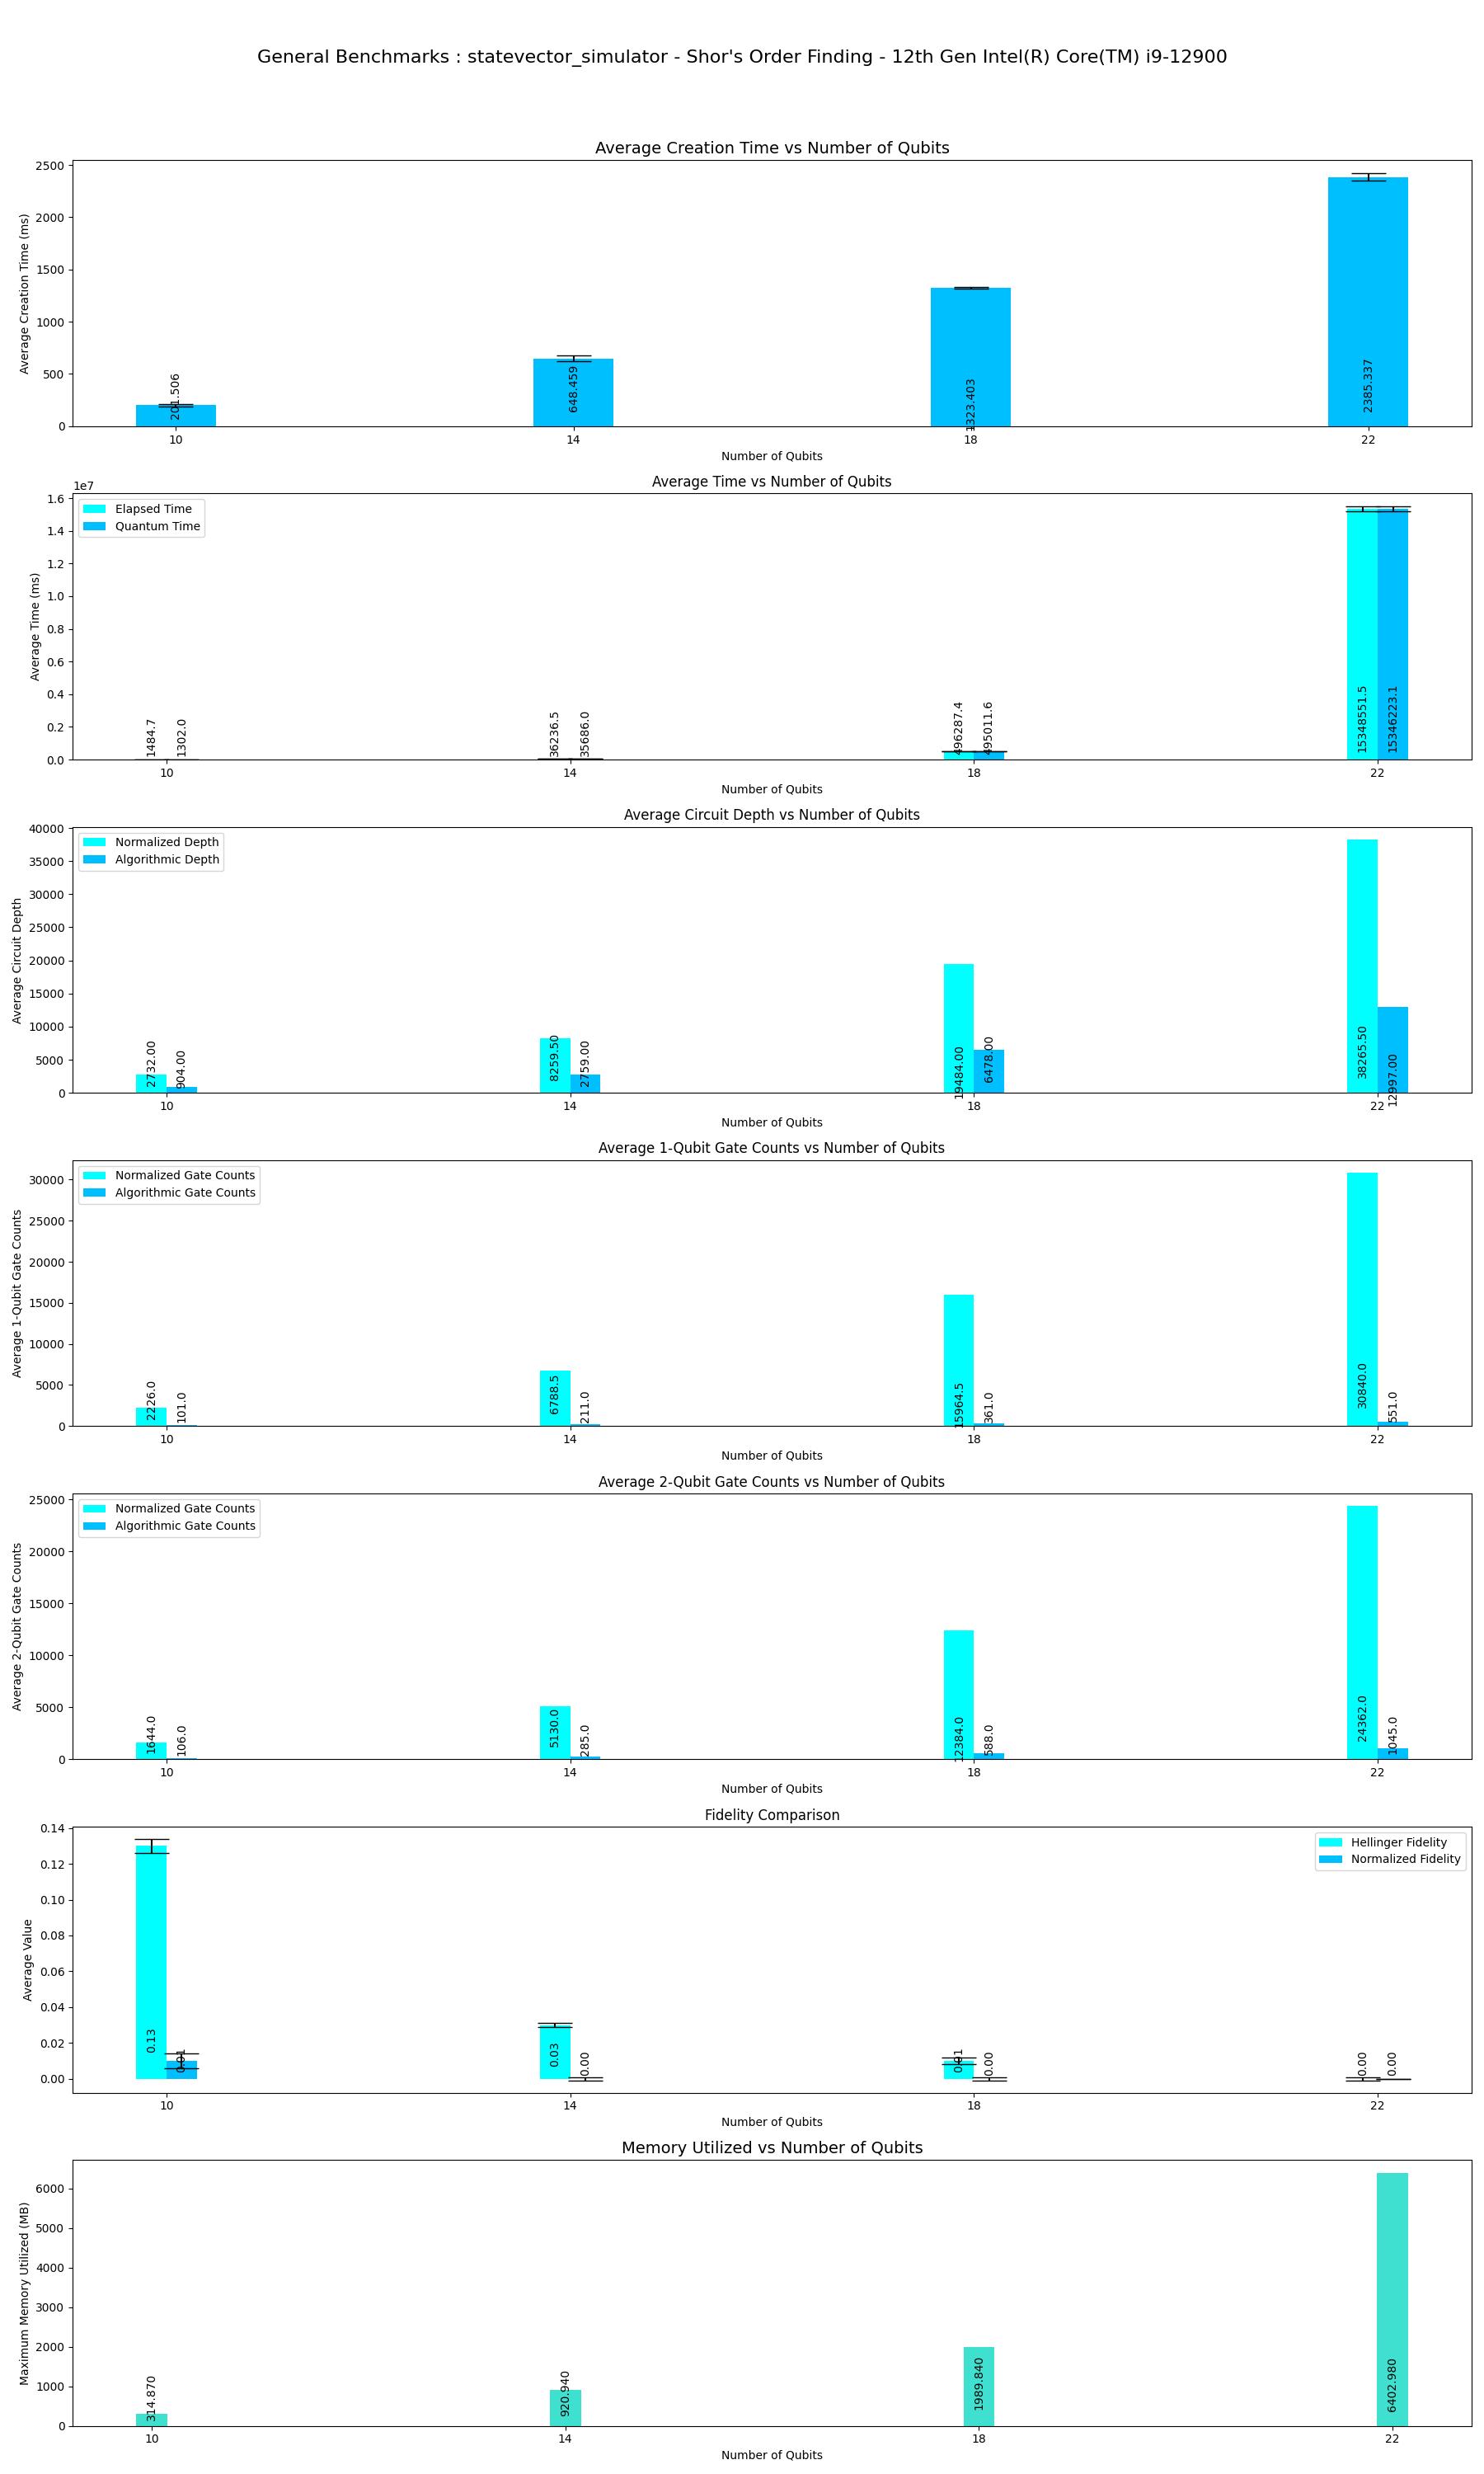 General Benchmarks : statevector_simulator - Shor's Order Finding - 12th Gen Intel(R) Core(TM) i9-12900
Average Creation Time vs Number of Qubits
Average Creation Time (ms)
2500
2000
1500
1000
500
0
201.506
648.459
1323.403
2385.337
10 14 18 22
Number of Qubits
Average Time vs Number of Qubits
1e7
Average Time (ms)
Elapsed Time
Quantum Time
1.6
1.4
1.2
1.0
0.8
0.6
0.4
0.2
0.0
1484.7
1302.0
36236.5
35686.0
496287.4
495011.6
15348551.5
15346223.1
10 14 18 22
Number of Qubits
Average Circuit Depth vs Number of Qubits
Average Circuit Depth
Normalized Depth
Algorithmic Depth
40000
35000
30000
25000
20000
15000
10000
5000
0
2732.00
904.00
8259.50
2759.00
19484.00
6478.00
38265.50
12997.00
10 14 18 22
Number of Qubits
Average 1-Qubit Gate Counts vs Number of Qubits
Average 1-Qubit Gate Counts
Normalized Gate Counts
Algorithmic Gate Counts
30000
25000
20000
15000
10000
5000
0
2226.0
101.0
6788.5
211.0
15964.5
361.0
30840.0
551.0
10 14 18 22
Number of Qubits
Average 2-Qubit Gate Counts vs Number of Qubits
Average 2-Qubit Gate Counts
Normalized Gate Counts
Algorithmic Gate Counts
25000
20000
15000
10000
5000
0
1644.0
106.0
5130.0
285.0
12384.0
588.0
24362.0
1045.0
10 14 18 22
Number of Qubits
Fidelity Comparison
Average Value
Hellinger Fidelity
Normalized Fidelity
0.14
0.12
0.10
0.08
0.06
0.04
0.02
0.00
0.13
0.01
0.03
0.00
0.01
0.00
0.00
0.00
10 14 18 22
Number of Qubits
Memory Utilized vs Number of Qubits
Maximum Memory Utilized (MB)
6000
5000
4000
3000
2000
1000
0
314.870
920.940
1989.840
6402.980
10 14 18 22
Number of Qubits